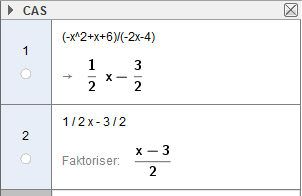 CAS
1
(-x^2+x+6)/(-2x-4)
→ 1/2 x − 3/2
2
1 / 2 x - 3 / 2
Faktoriser: x − 3 / 2